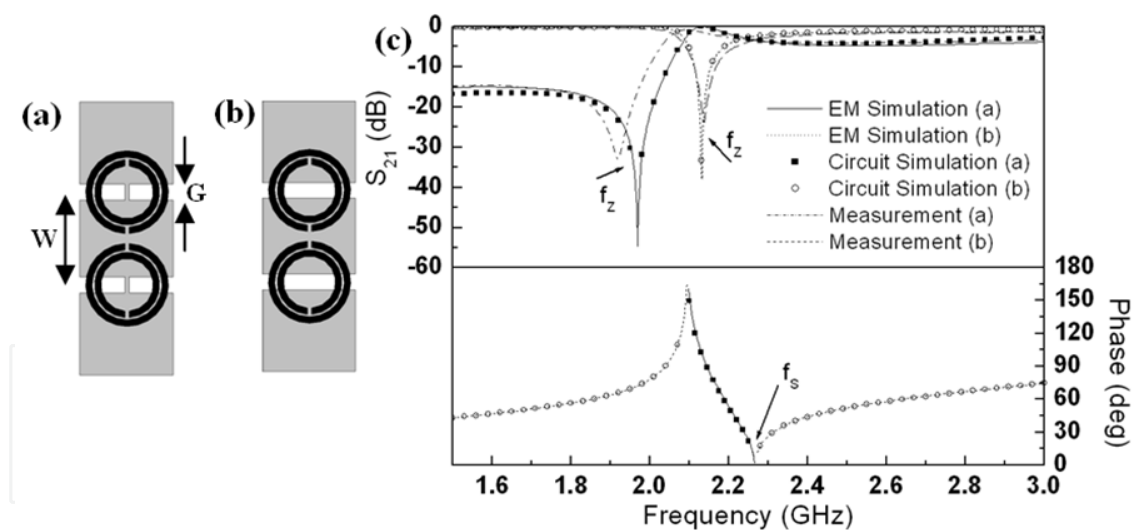 (a)
(b)
G
W
(c)
S21 (dB)
0
-10
-20
-30
-40
-50
-60
fz
fz
EM Simulation (a)
EM Simulation (b)
Circuit Simulation (a)
Circuit Simulation (b)
Measurement (a)
Measurement (b)
180
150
120
90
60
30
0
Phase (deg)
fs
1.6 1.8 2.0 2.2 2.4 2.6 2.8 3.0
Frequency (GHz)